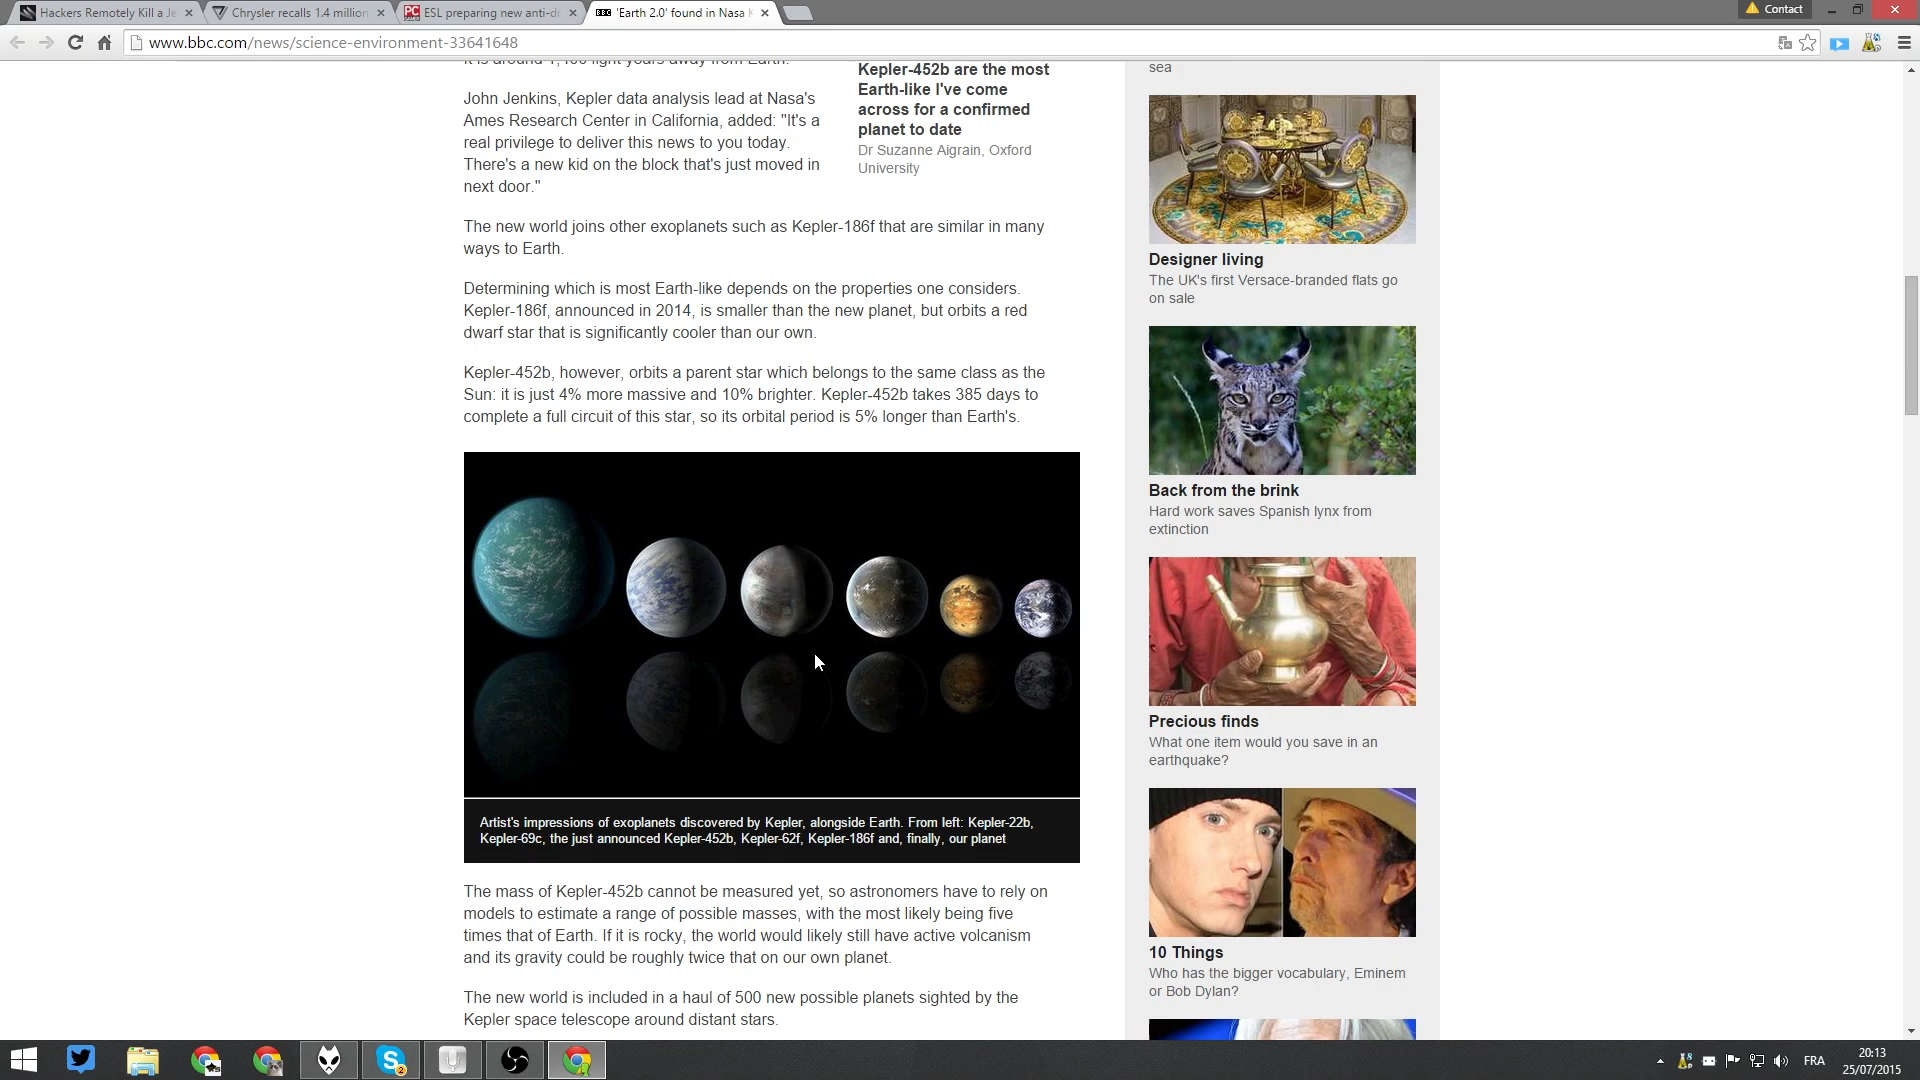 Hackers Remotely Kill a Je
Chrysler recalls 1.4 million
ESL preparing new anti-d
'Earth 2.0' found in Nasa K
Contact
www.bbc.com/news/science-environment-33641648
John Jenkins, Kepler data analysis lead at Nasa's
Ames Research Center in California, added: "It's a
real privilege to deliver this news to you today.
There's a new kid on the block that's just moved in
next door."
Kepler-452b are the most
Earth-like I've come
across for a confirmed
planet to date
Dr Suzanne Aigrain, Oxford
University
The new world joins other exoplanets such as Kepler-186f that are similar in many
ways to Earth.
Determining which is most Earth-like depends on the properties one considers.
Kepler-186f, announced in 2014, is smaller than the new planet, but orbits a red
dwarf star that is significantly cooler than our own.
Kepler-452b, however, orbits a parent star which belongs to the same class as the
Sun: it is just 4% more massive and 10% brighter. Kepler-452b takes 385 days to
complete a full circuit of this star, so its orbital period is 5% longer than Earth's.
Artist's impressions of exoplanets discovered by Kepler, alongside Earth. From left: Kepler-22b,
Kepler-69c, the just announced Kepler-452b, Kepler-62f, Kepler-186f and, finally, our planet
The mass of Kepler-452b cannot be measured yet, so astronomers have to rely on
models to estimate a range of possible masses, with the most likely being five
times that of Earth. If it is rocky, the world would likely still have active volcanism
and its gravity could be roughly twice that on our own planet.
The new world is included in a haul of 500 new possible planets sighted by the
Kepler space telescope around distant stars.
sea
Designer living
The UK's first Versace-branded flats go
on sale
Back from the brink
Hard work saves Spanish lynx from
extinction
Precious finds
What one item would you save in an
earthquake?
10 Things
Who has the bigger vocabulary, Eminem
or Bob Dylan?
FRA
20:13
25/07/2015